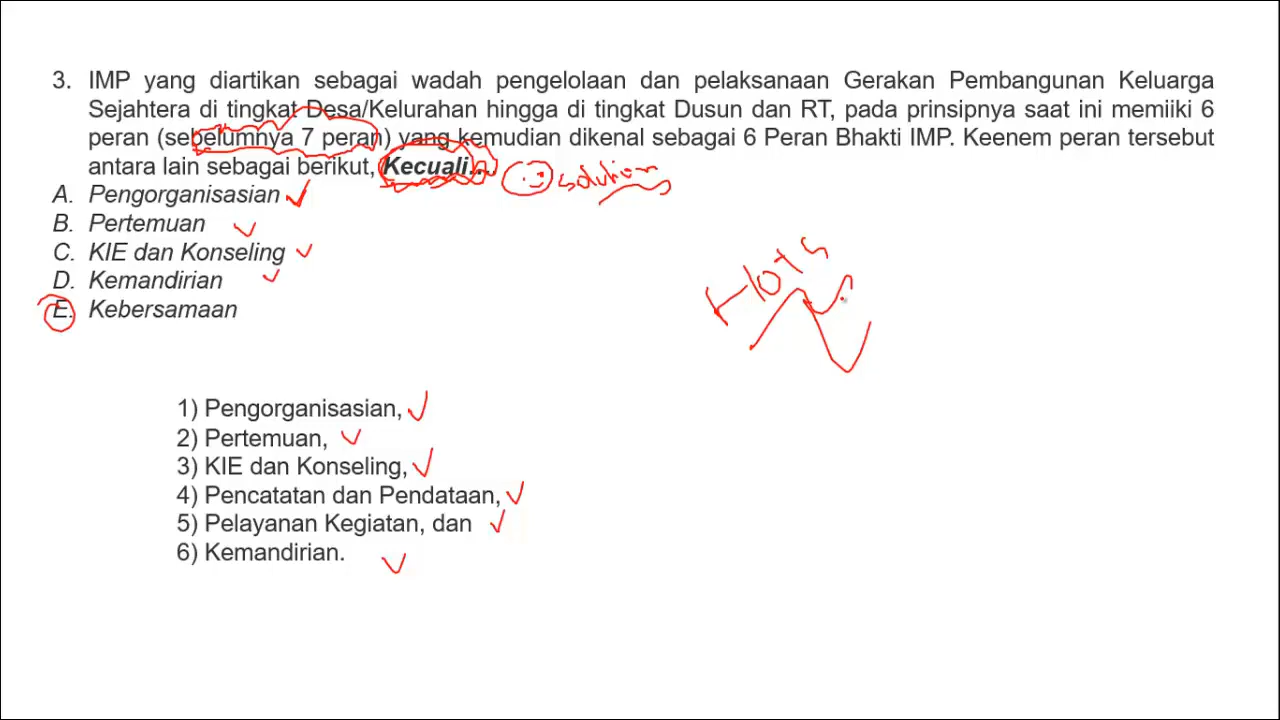 3. IMP yang diartikan sebagai wadah pengelolaan dan pelaksanaan Gerakan Pembangunan Keluarga
Sejahtera di tingkat Desa/Kelurahan hingga di tingkat Dusun dan RT, pada prinsipnya saat ini memiiki 6
peran (sebelumnya 7 peran) yang kemudian dikenal sebagai 6 Peran Bhakti IMP. Keenem peran tersebut
antara lain sebagai berikut, Kecuali....
solution
A. Pengorganisasian
B. Pertemuan
C. KIE dan Konseling
D. Kemandirian
E. Kebersamaan
HOTS
1) Pengorganisasian,
2) Pertemuan,
3) KIE dan Konseling,
4) Pencatatan dan Pendataan,
5) Pelayanan Kegiatan, dan
6) Kemandirian.